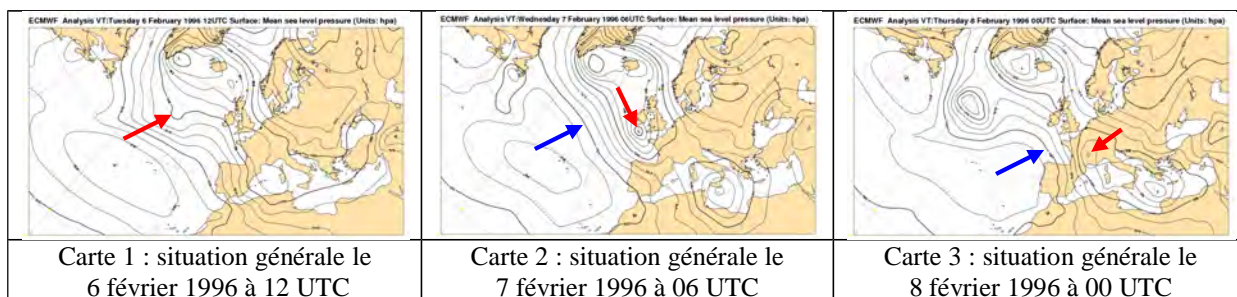 ECMWF Analysis VT:Tuesday 6 February 1996 12UTC Surface: Mean sea level pressure (Units: hpa)
ECMWF Analysis VT:Wednesday 7 February 1996 06UTC Surface: Mean sea level pressure (Units: hpa)
ECMWF Analysis VT:Thursday 8 February 1996 00UTC Surface: Mean sea level pressure (Units: hpa)
Carte 1 : situation générale le
6 février 1996 à 12 UTC
Carte 2 : situation générale le
7 février 1996 à 06 UTC
Carte 3 : situation générale le
8 février 1996 à 00 UTC